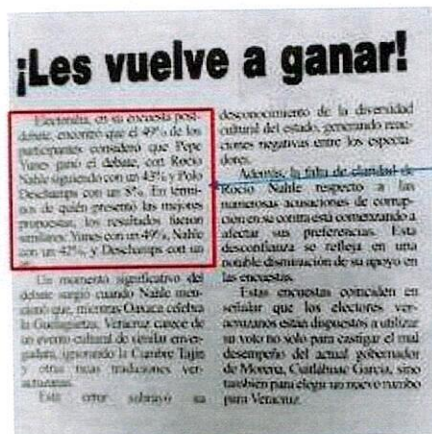 ¡Les vuelve a ganar!
Electoralia, en su encuesta post-
debate, encontró que el 49% de los
participantes consideró que Pepe
Yunes ganó el debate, con Rocío
Nahle siguiendo con un 43% y Polo
Deschamps con un 8%. En térmi-
nos de quién presentó las mejores
propuestas, los resultados fueron
similares: Yunes con un 49%, Nahle
con un 42%, y Deschamps con un
Un momento significativo del
debate surgió cuando Nahle men-
cionó que, mientras Oaxaca celebra
la Guelaguetza, Veracruz carece de
un evento cultural de similar enver-
gadura, ignorando la Cumbre Tajín
y otras ricas tradiciones ver-
acruzanas.
Este error subrayó su
desconocimiento de la diversidad
cultural del estado, generando reac-
ciones negativas entre los especta-
dores.
Además, la falta de claridad de
Rocío Nahle respecto a las
numerosas acusaciones de corrup-
ción en su contra está comenzando a
afectar sus preferencias. Esta
desconfianza se refleja en una
notable disminución de su apoyo en
las encuestas.
Estas encuestas coinciden en
señalar que los electores ver-
acruzanos están dispuestos a utilizar
su voto no solo para castigar el mal
desempeño del actual gobernador
de Morena, Cuitláhuac García, sino
también para elegir un nuevo rumbo
para Veracruz.